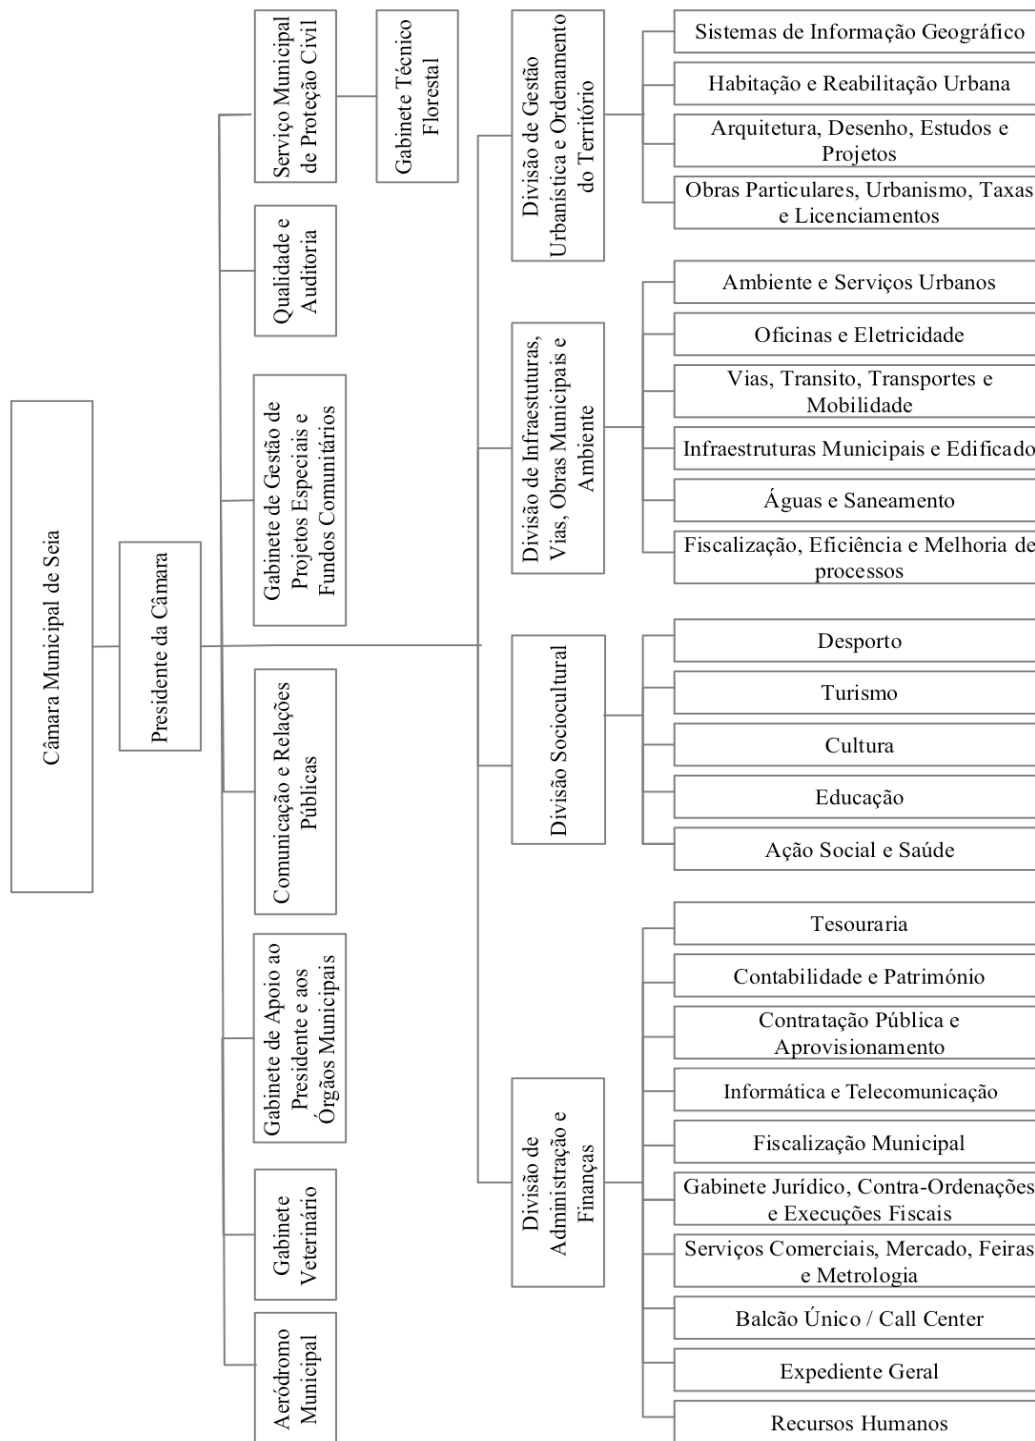 Câmara Municipal de Seia
Presidente da Câmara
Serviço Municipal
de Proteção Civil
Gabinete Técnico
Florestal
Qualidade e
Auditoria
Gabinete de Gestão de
Projetos Especiais e
Fundos Comunitários
Comunicação e Relações
Públicas
Gabinete de Apoio ao
Presidente e aos
Órgãos Municipais
Gabinete
Veterinário
Aeródromo
Municipal
Divisão de Gestão
Urbanística e Ordenamento
do Território
Sistemas de Informação Geográfico
Habitação e Reabilitação Urbana
Arquitetura, Desenho, Estudos e
Projetos
Obras Particulares, Urbanismo, Taxas
e Licenciamentos
Divisão de Infraestuturas,
Vias, Obras Municipais e
Ambiente
Ambiente e Serviços Urbanos
Oficinas e Eletricidade
Vias, Transito, Transportes e
Mobilidade
Infraestruturas Municipais e Edificado
Águas e Saneamento
Fiscalização, Eficiência e Melhoria de
processos
Divisão Sociocultural
Desporto
Turismo
Cultura
Educação
Ação Social e Saúde
Divisão de
Administração e
Finanças
Tesouraria
Contabilidade e Património
Contratação Pública e
Aprovisionamento
Informática e Telecomunicação
Fiscalização Municipal
Gabinete Jurídico, Contra-Ordenações
e Execuções Fiscais
Serviços Comerciais, Mercado, Feiras
e Metrologia
Balcão Único / Call Center
Expediente Geral
Recursos Humanos